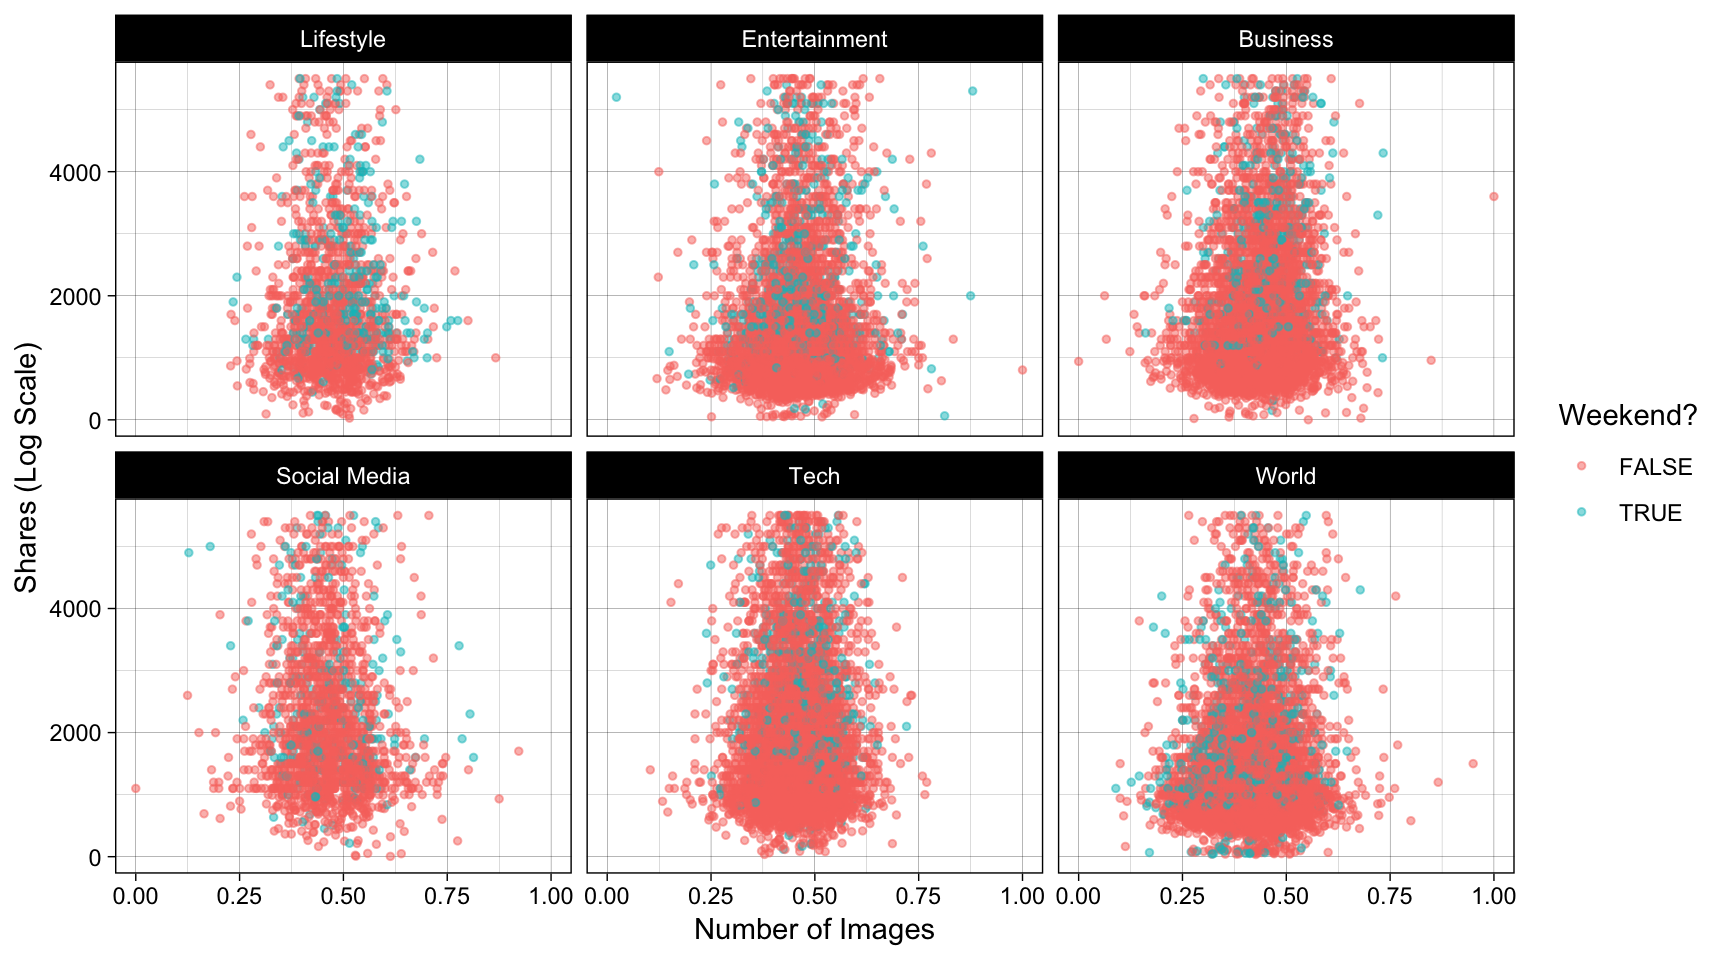 Lifestyle
Entertainment
Business
4000
2000
0
Social Media
Tech
World
4000
2000
0
0.00 0.25 0.50 0.75 1.00
0.00 0.25 0.50 0.75 1.00
0.00 0.25 0.50 0.75 1.00
Number of Images
Shares (Log Scale)
Weekend?
FALSE
TRUE